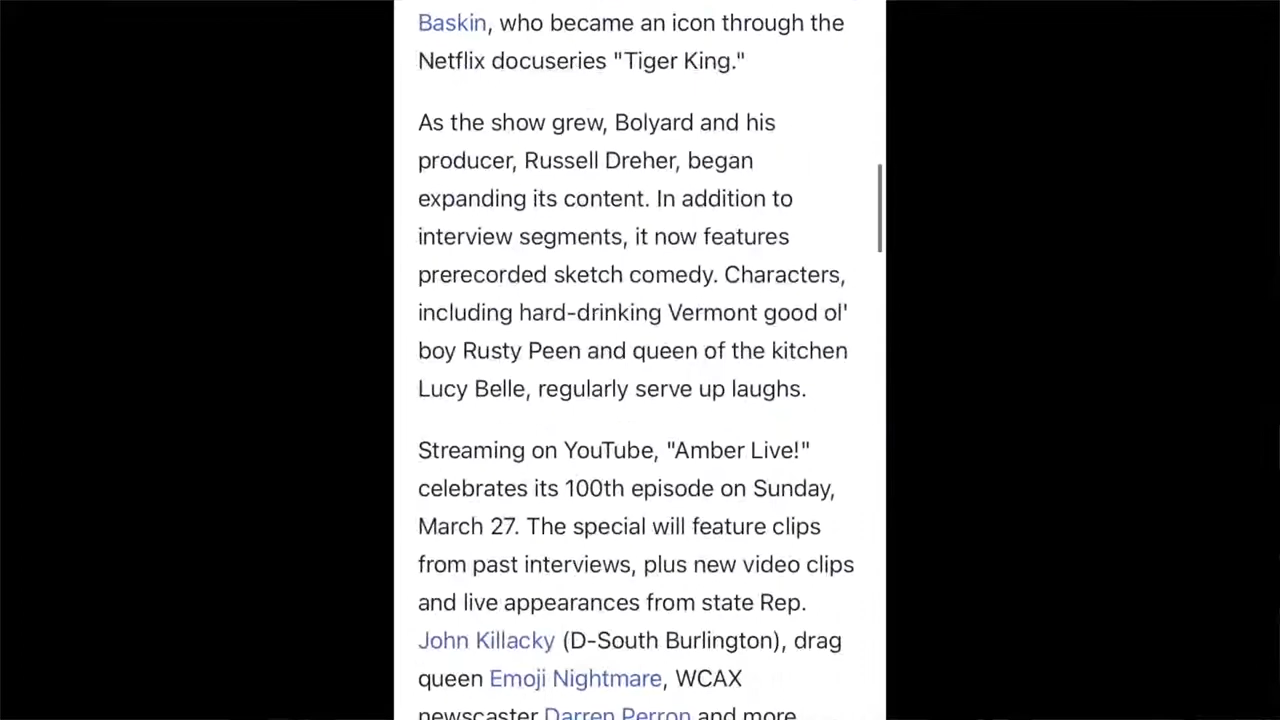 Baskin, who became an icon through the
Netflix docuseries "Tiger King."
As the show grew, Bolyard and his
producer, Russell Dreher, began
expanding its content. In addition to
interview segments, it now features
prerecorded sketch comedy. Characters,
including hard-drinking Vermont good ol'
boy Rusty Peen and queen of the kitchen
Lucy Belle, regularly serve up laughs.
Streaming on YouTube, "Amber Live!"
celebrates its 100th episode on Sunday,
March 27. The special will feature clips
from past interviews, plus new video clips
and live appearances from state Rep.
John Killacky (D-South Burlington), drag
queen Emoji Nightmare, WCAX
newscaster Darren Perron and more